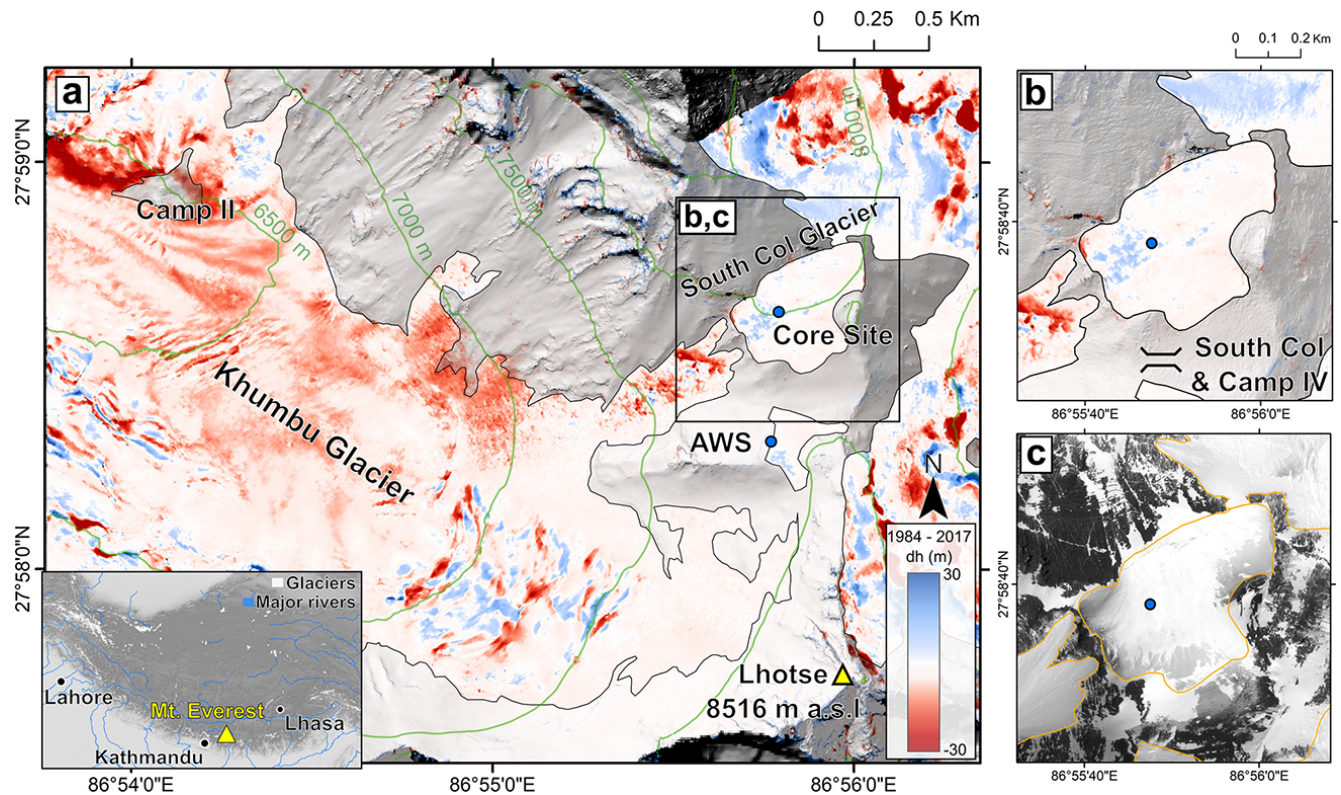 0 0.25 0.5 Km
0 0.1 0.2 Km
a
8000 m
27°59'0"N
Camp II
6500 m
7000 m
7500 m
b,c
South Col Glacier
Core Site
Khumbu Glacier
AWS
N
1984 - 2017
dh (m)
30
-30
27°58'0"N
Glaciers
Major rivers
Lahore
Mt. Everest
Lhasa
Kathmandu
Lhotse
8516 m a.s.l
86°54'0"E
86°55'0"E
86°56'0"E
b
27°58'40"N
South Col
& Camp IV
86°55'40"E
86°56'0"E
c
27°58'40"N
86°55'40"E
86°56'0"E